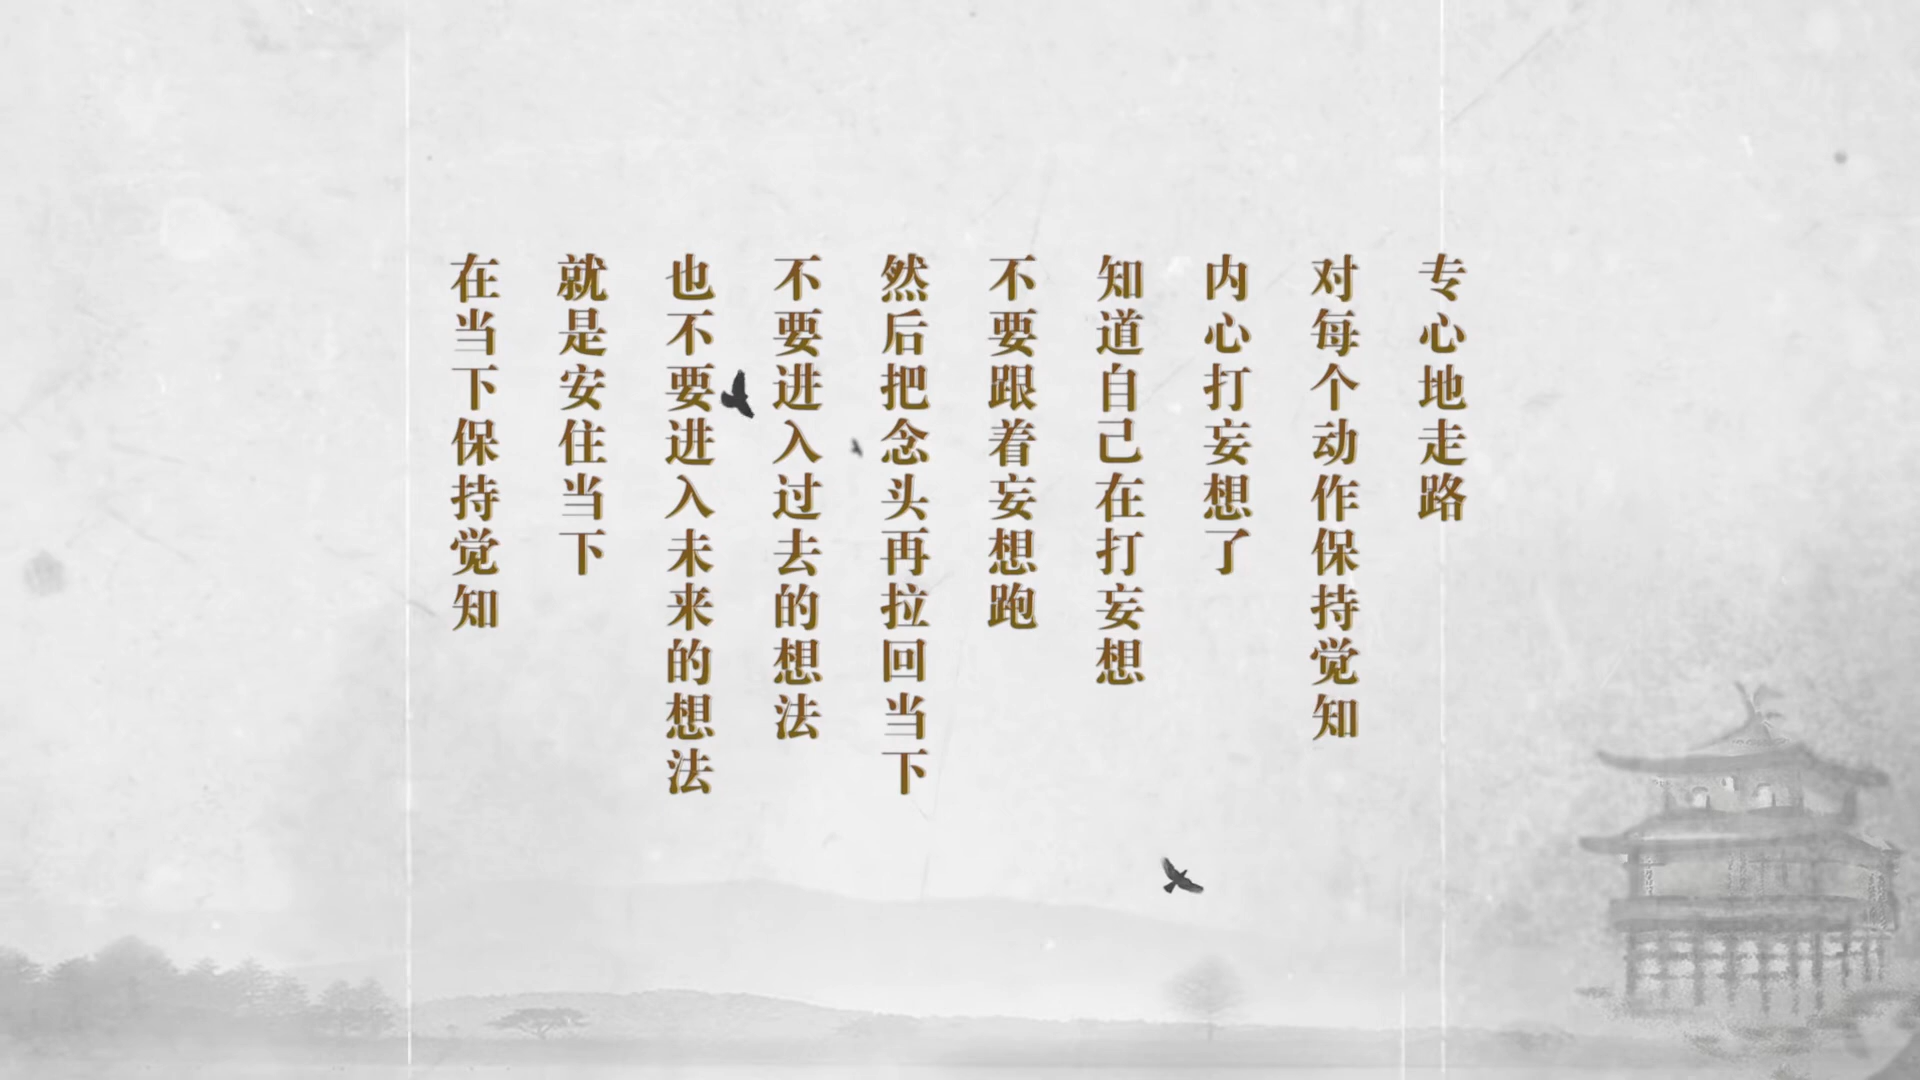 专心地走路
对每个动作保持觉知
内心打妄想了
知道自己在打妄想
不要跟着妄想跑
然后把念头再拉回当下
不要进入过去的想法
也不要进入未来的想法
就是安住当下
在当下保持觉知